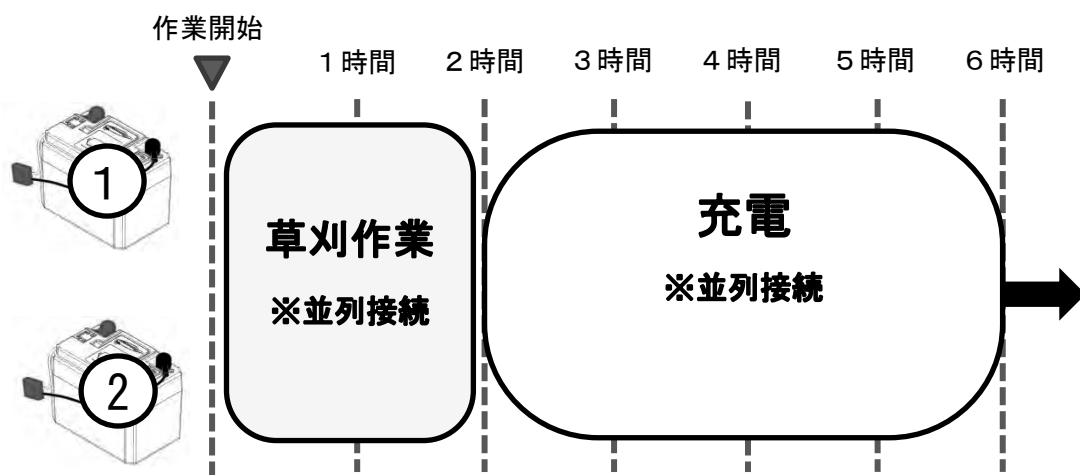 作業開始
1時間
2時間
3時間
4時間
5時間
6時間
1
草刈作業
※並列接続
充電
※並列接続
2